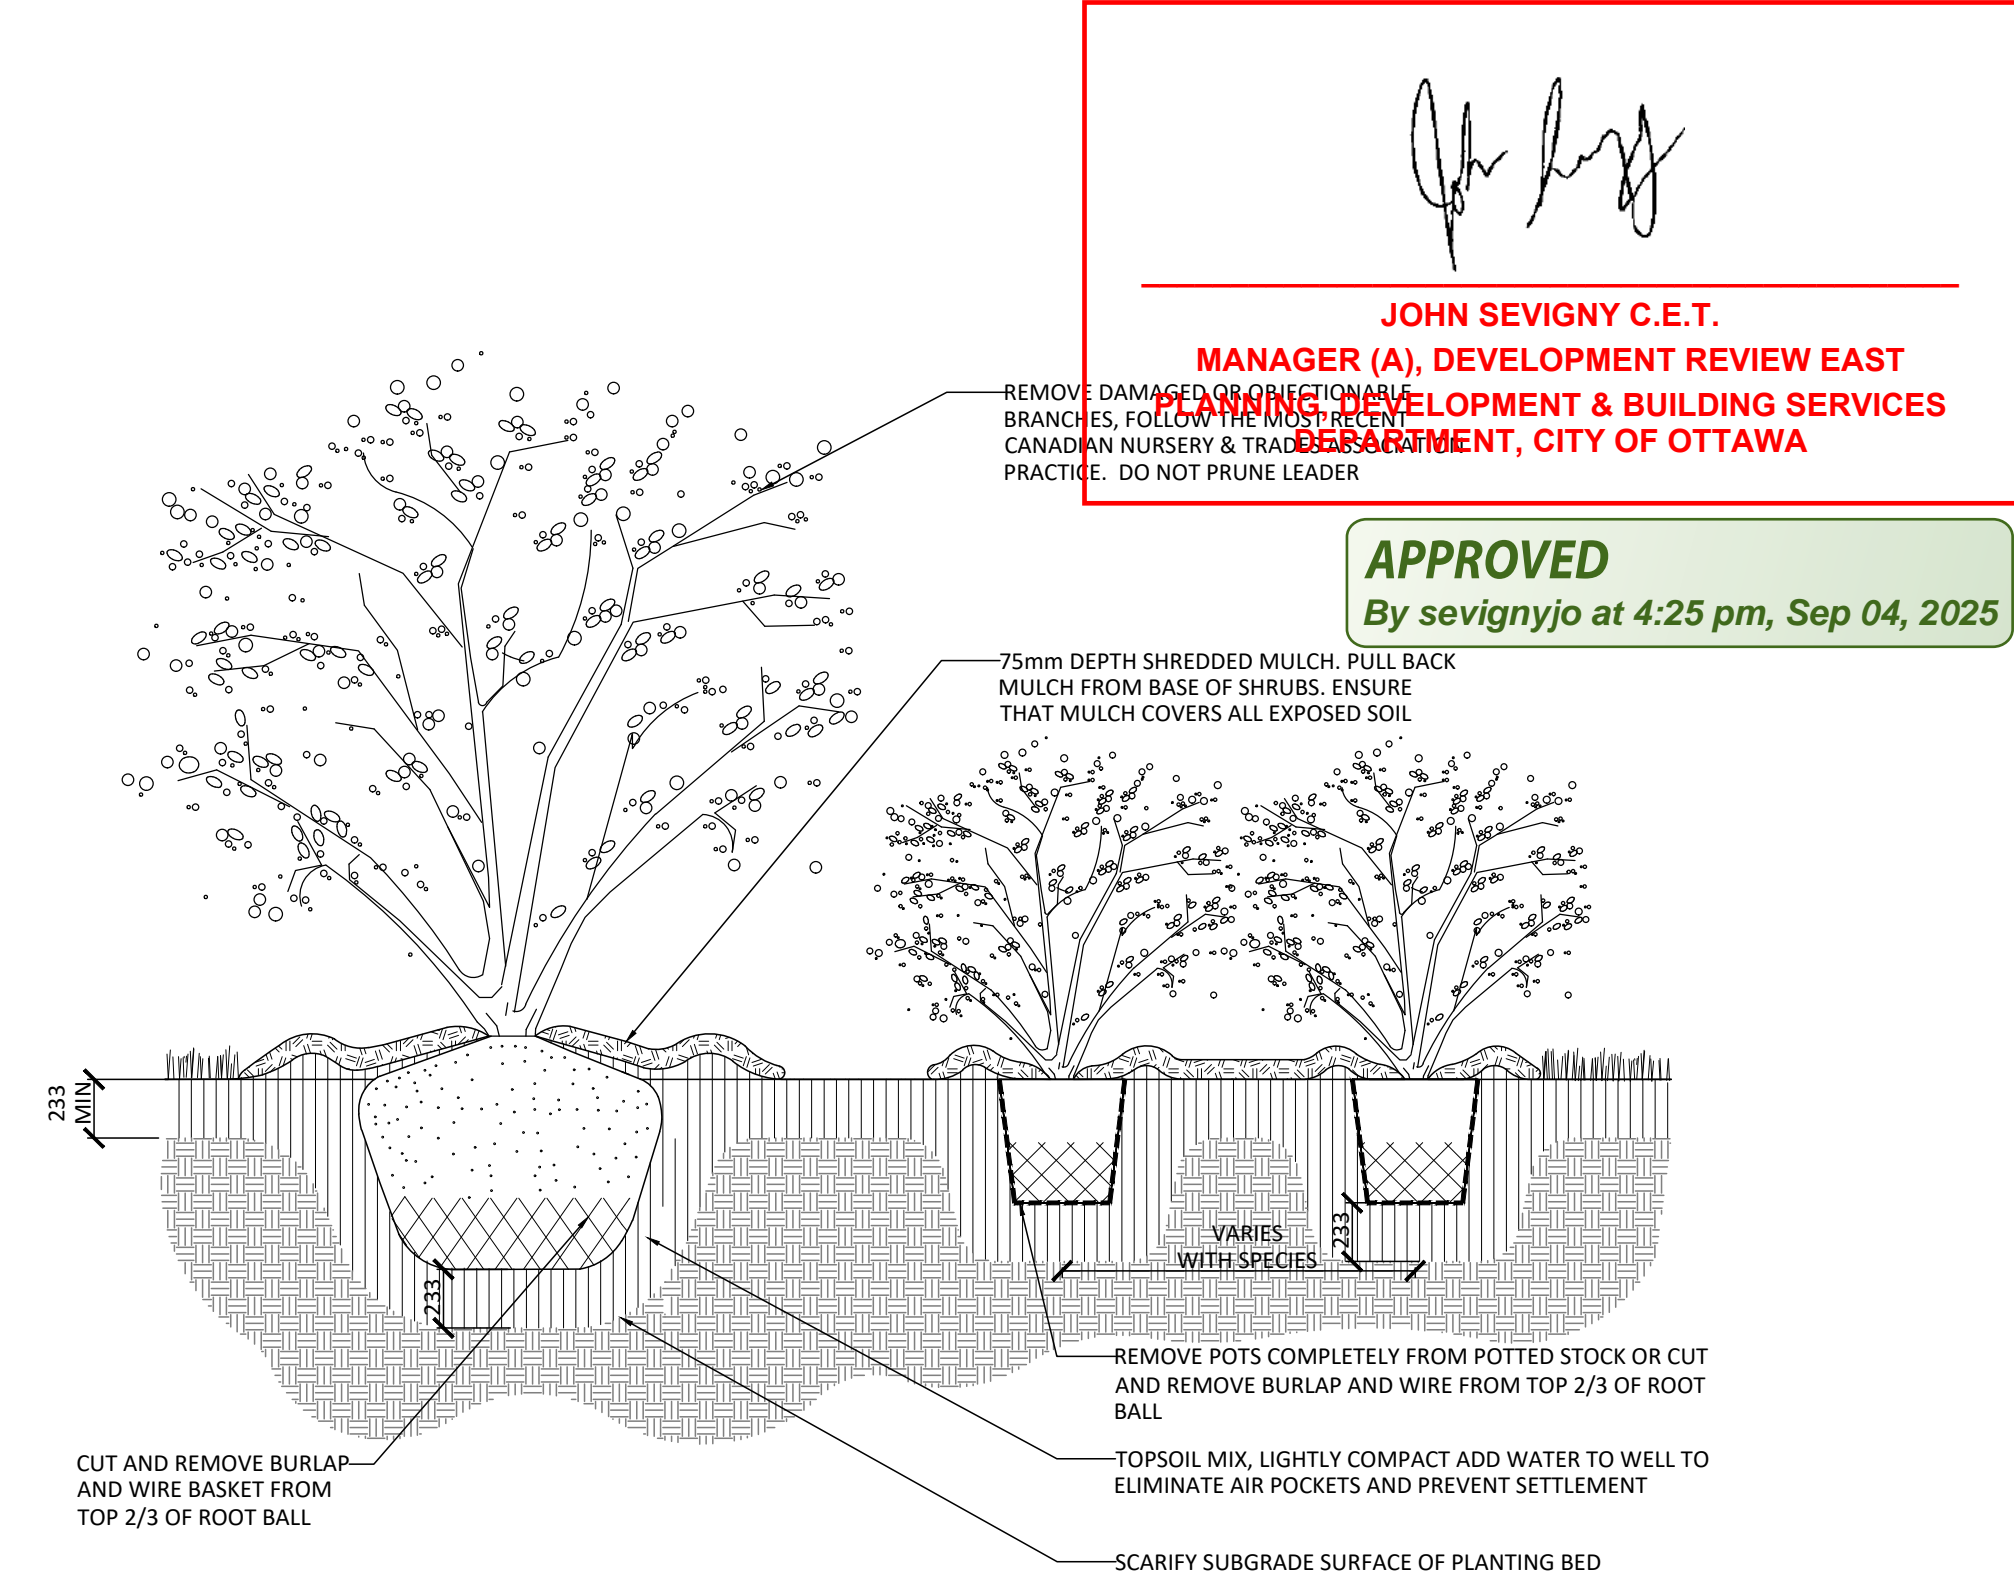 JOHN SEVIGNY C.E.T.
MANAGER (A), DEVELOPMENT REVIEW EAST
PLANNING, DEVELOPMENT & BUILDING SERVICES
DEPARTMENT, CITY OF OTTAWA
REMOVE DAMAGED OR OBJECTIONABLE
BRANCHES, FOLLOW THE MOST RECENT
CANADIAN NURSERY & TRADES ASSOCIATION
PRACTICE. DO NOT PRUNE LEADER
APPROVED
By sevignyjo at 4:25 pm, Sep 04, 2025
75mm DEPTH SHREDDED MULCH. PULL BACK
MULCH FROM BASE OF SHRUBS. ENSURE
THAT MULCH COVERS ALL EXPOSED SOIL
233
MIN
233
VARIES
WITH SPECIES
233
REMOVE POTS COMPLETELY FROM POTTED STOCK OR CUT
AND REMOVE BURLAP AND WIRE FROM TOP 2/3 OF ROOT
BALL
CUT AND REMOVE BURLAP
AND WIRE BASKET FROM
TOP 2/3 OF ROOT BALL
TOPSOIL MIX, LIGHTLY COMPACT ADD WATER TO WELL TO
ELIMINATE AIR POCKETS AND PREVENT SETTLEMENT
SCARIFY SUBGRADE SURFACE OF PLANTING BED